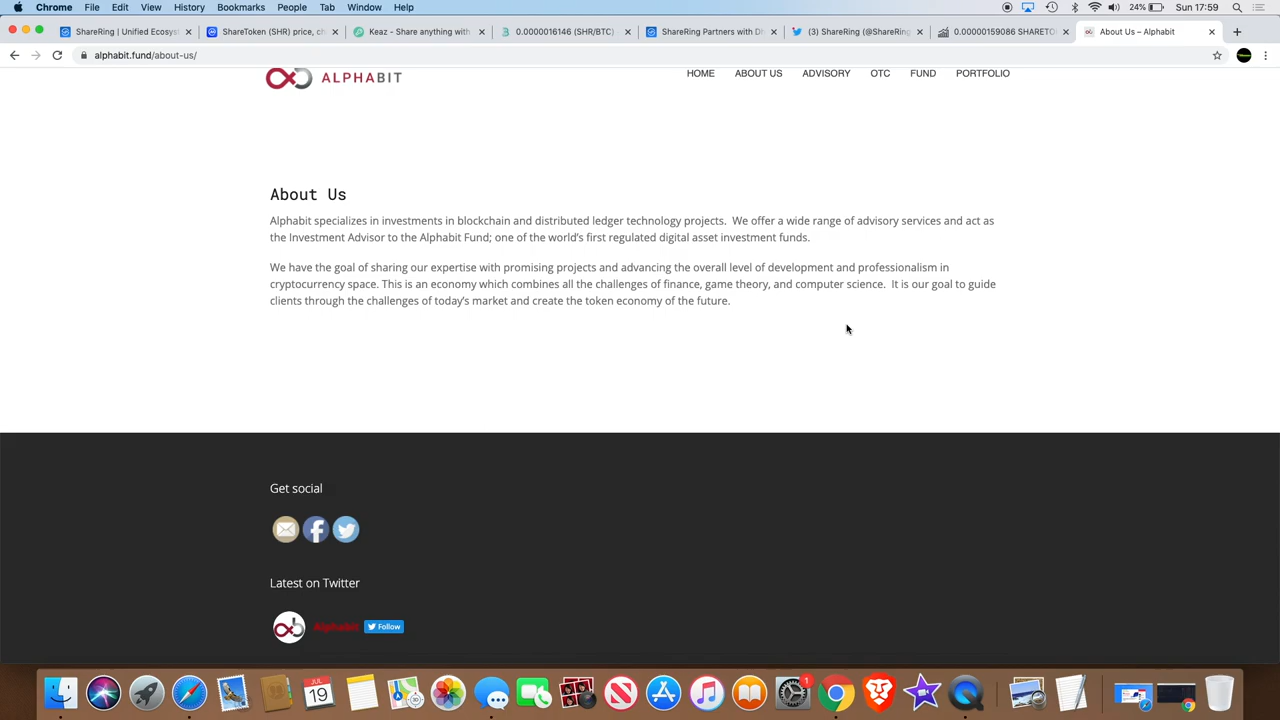 Chrome File Edit View History Bookmarks People Tab Window Help 24% Sun 17:59
ShareRing | Unified Ecosys ShareToken (SHR) price, ch Keaz - Share anything with 0.0000016146 (SHR/BTC) ShareRing Partners with DH (3) ShareRing (@ShareRing 0.00000159086 SHARETO About Us – Alphabit
alphabit.fund/about-us/
ALPHABIT HOME ABOUT US ADVISORY OTC FUND PORTFOLIO
About Us
Alphabit specializes in investments in blockchain and distributed ledger technology projects. We offer a wide range of advisory services and act as
the Investment Advisor to the Alphabit Fund; one of the world's first regulated digital asset investment funds.
We have the goal of sharing our expertise with promising projects and advancing the overall level of development and professionalism in
cryptocurrency space. This is an economy which combines all the challenges of finance, game theory, and computer science. It is our goal to guide
clients through the challenges of today's market and create the token economy of the future.
Get social
Latest on Twitter
Alphabit Follow
JUL
19
1